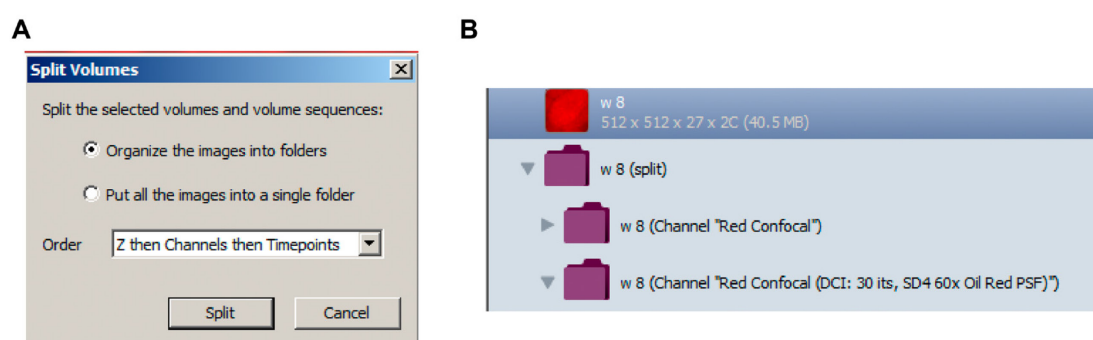 A
Split Volumes
Split the selected volumes and volume sequences:
Organize the images into folders
Put all the images into a single folder
Order
Z then Channels then Timepoints
Split
Cancel
B
w 8
512 x 512 x 27 x 2C (40.5 MB)
w 8 (split)
w 8 (Channel "Red Confocal")
w 8 (Channel "Red Confocal (DCI: 30 its, SD4 60x Oil Red PSF)")